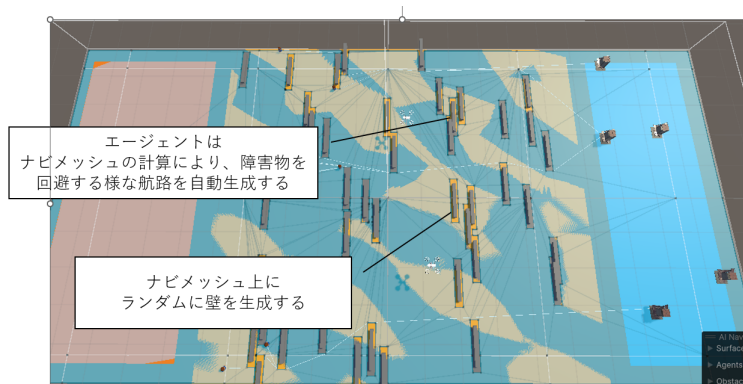 エージェントは
ナビメッシュの計算により、障害物を
回避する様な航路を自動生成する
ナビメッシュ上に
ランダムに壁を生成する
AI Nav
Surface
Agents
Obstac